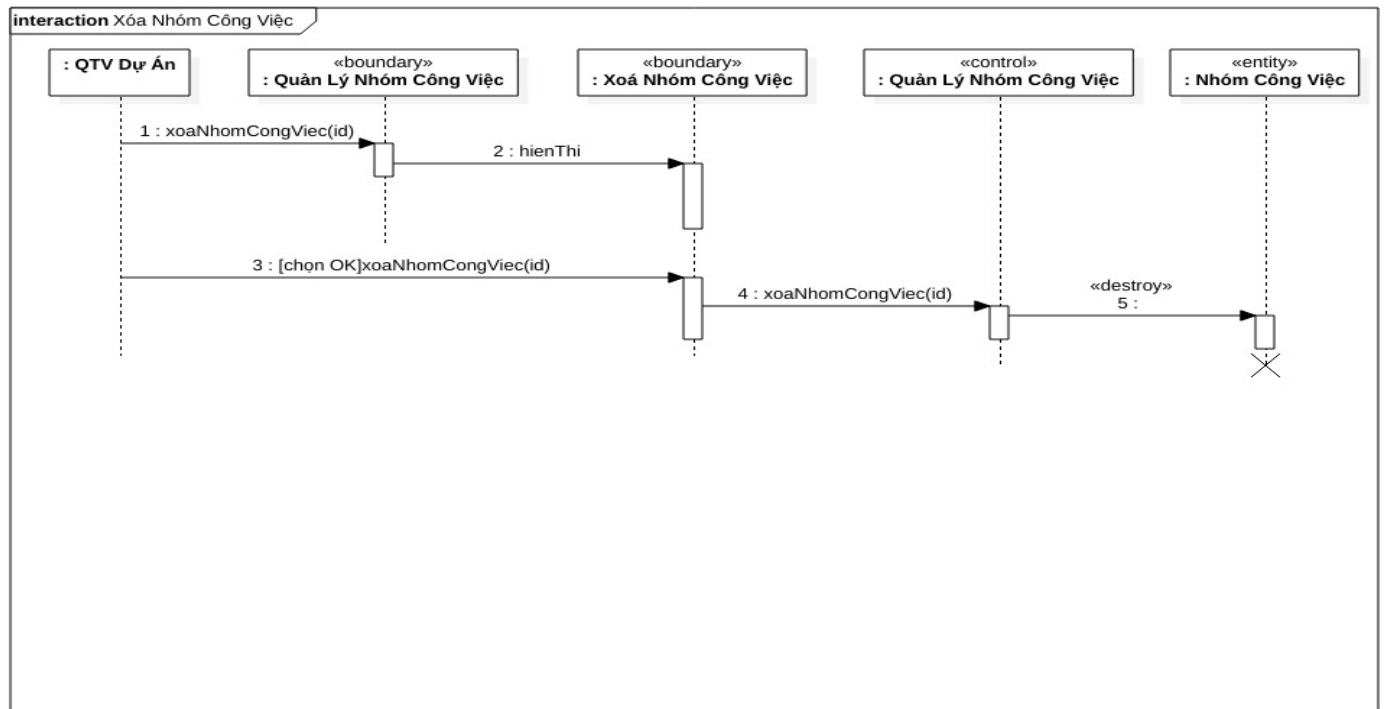 interaction Xóa Nhóm Công Việc
: QTV Dự Án
«boundary»
: Quản Lý Nhóm Công Việc
«boundary»
: Xoá Nhóm Công Việc
«control»
: Quản Lý Nhóm Công Việc
«entity»
: Nhóm Công Việc
1 : xoaNhomCongViec(id)
2 : hienThi
3 : [chọn OK]xoaNhomCongViec(id)
4 : xoaNhomCongViec(id)
«destroy»
5 :